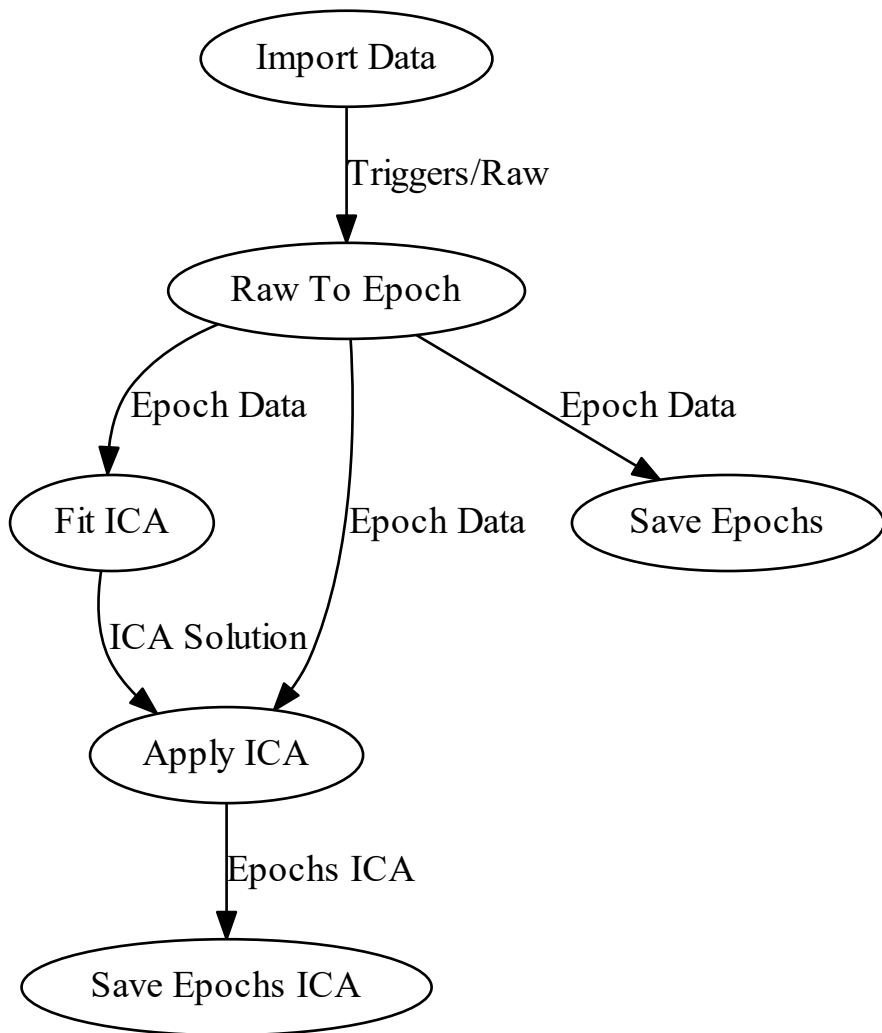 Import Data
Triggers/Raw
Raw To Epoch
Epoch Data
Epoch Data
Fit ICA
Epoch Data
Save Epochs
ICA Solution
Apply ICA
Epochs ICA
Save Epochs ICA